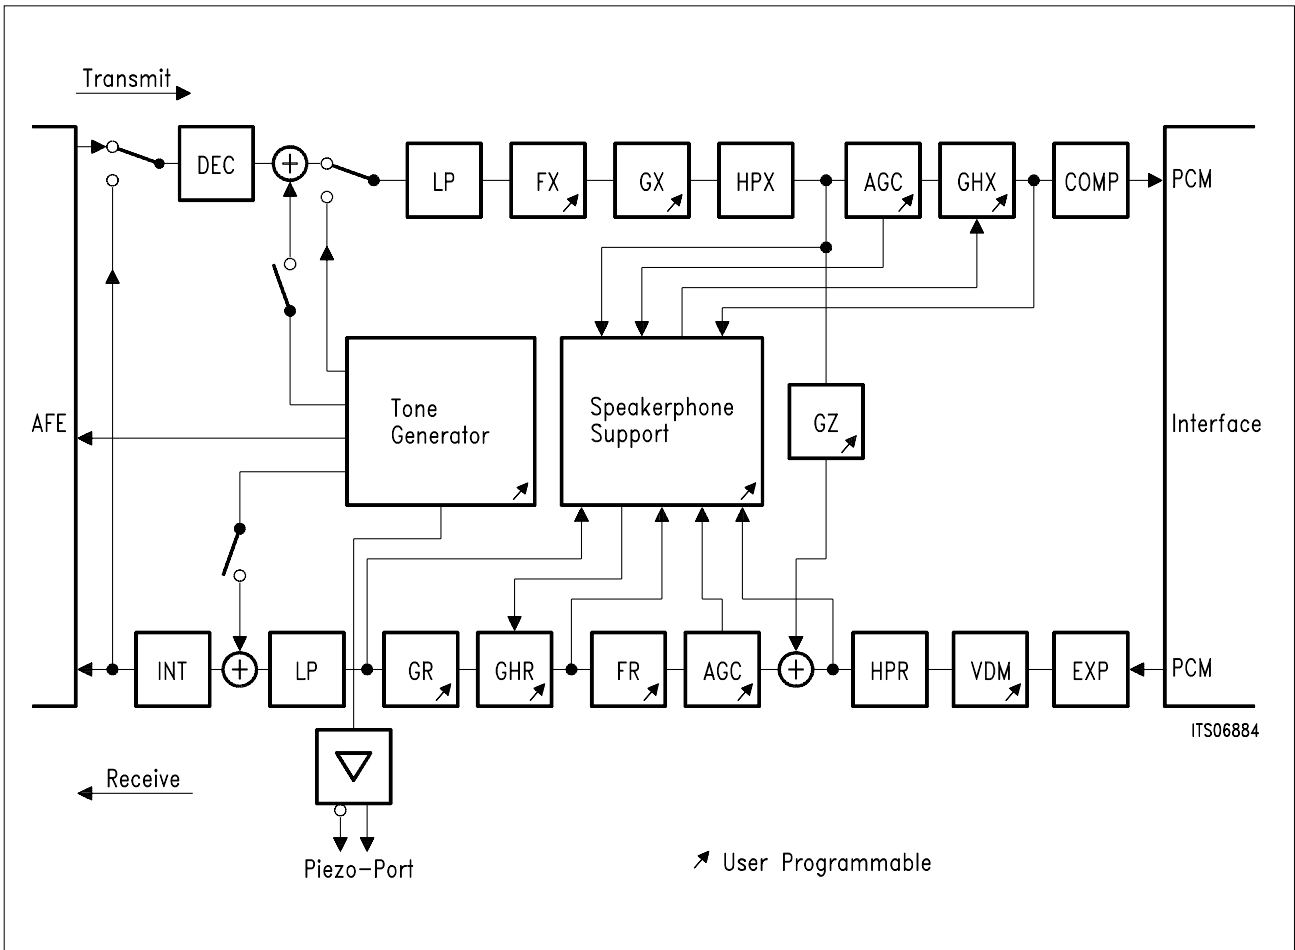 Transmit
DEC
+
LP
FX
GX
HPX
AGC
GHX
COMP
PCM
AFE
Tone
Generator
Speakerphone
Support
GZ
Interface
INT
+
LP
GR
GHR
FR
AGC
+
HPR
VDM
EXP
PCM
ITS06884
Receive
Piezo-Port
User Programmable